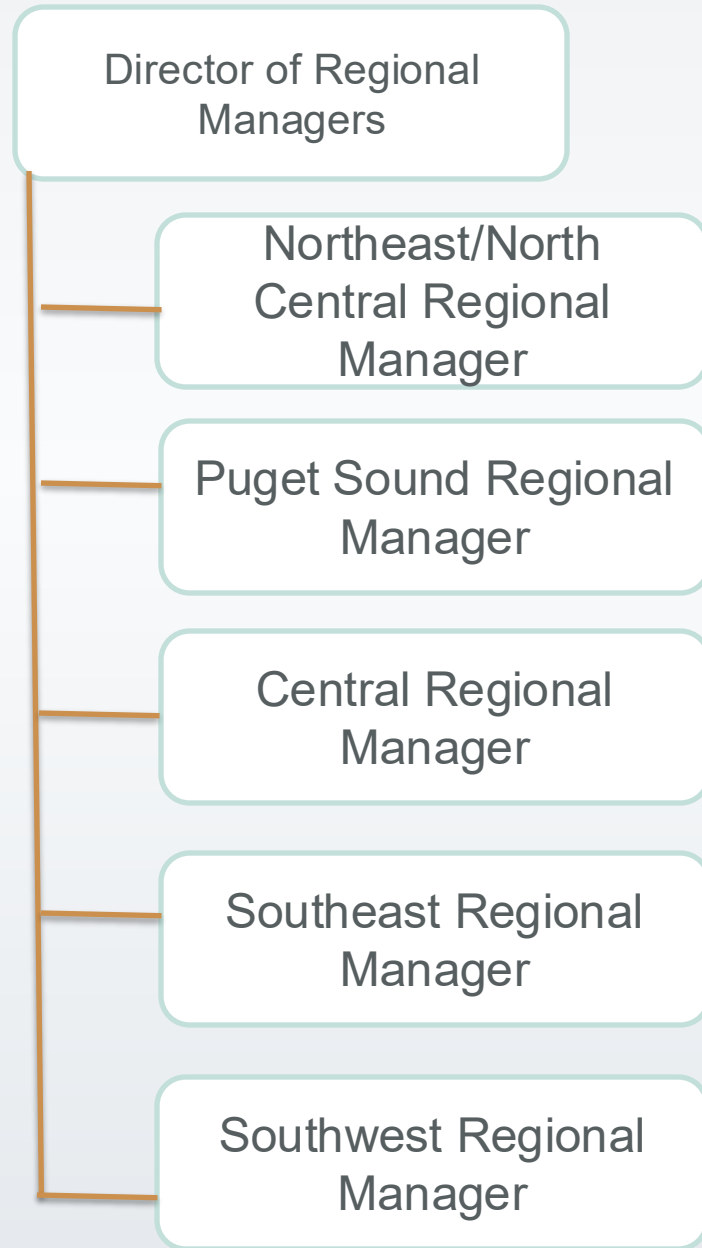 Director of Regional
Managers
Northeast/North
Central Regional
Manager
Puget Sound Regional
Manager
Central Regional
Manager
Southeast Regional
Manager
Southwest Regional
Manager